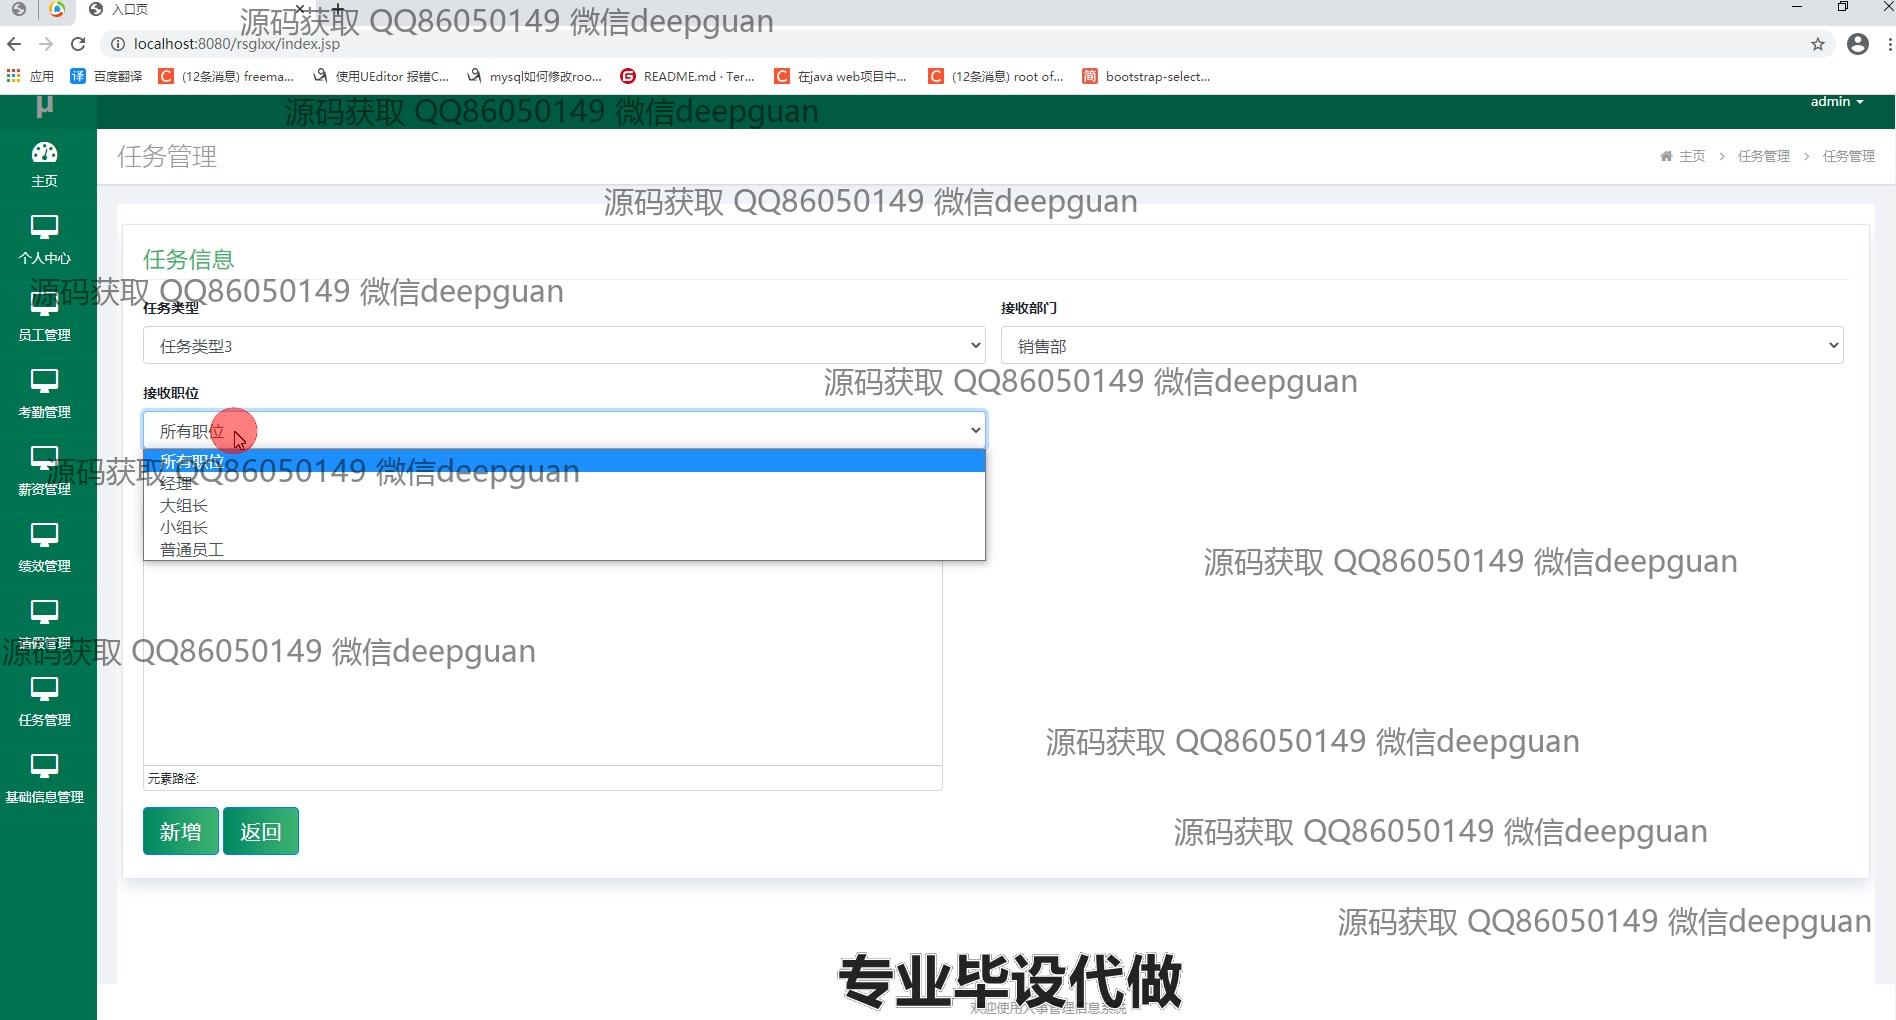 入口页
源码获取 QQ86050149 微信deepguan
localhost:8080/rsglxx/index.jsp
应用 百度翻译 (12条消息) freema... 使用UEditor 报错C... mysql如何修改roo... README.md · Ter... 在java web项目中... (12条消息) root of... bootstrap-select...
μ
源码获取 QQ86050149 微信deepguan
admin
主页
任务管理
主页 > 任务管理 > 任务管理
源码获取 QQ86050149 微信deepguan
个人中心
任务信息
源码获取 QQ86050149 微信deepguan
任务类型
接收部门
员工管理
任务类型3
销售部
源码获取 QQ86050149 微信deepguan
接收职位
考勤管理
所有职位
所有职位
源码获取 QQ86050149 微信deepguan
经理
薪资管理
大组长
小组长
普通员工
绩效管理
源码获取 QQ86050149 微信deepguan
请假管理
源码获取 QQ86050149 微信deepguan
任务管理
源码获取 QQ86050149 微信deepguan
元素路径:
基础信息管理
新增 返回
源码获取 QQ86050149 微信deepguan
源码获取 QQ86050149 微信deepguan
专业毕设代做
欢迎使用人事管理信息系统